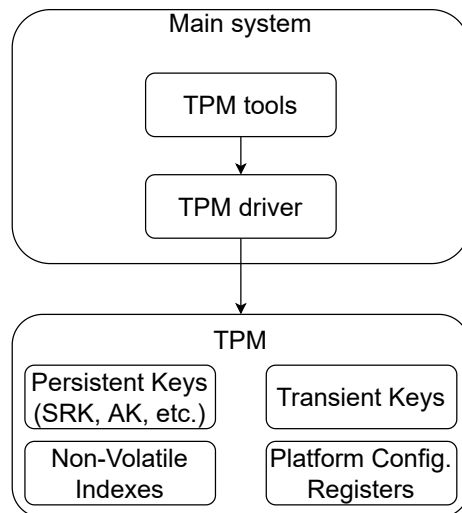 Main system
TPM tools
TPM driver
TPM
Persistent Keys
(SRK, AK, etc.)
Transient Keys
Non-Volatile
Indexes
Platform Config.
Registers